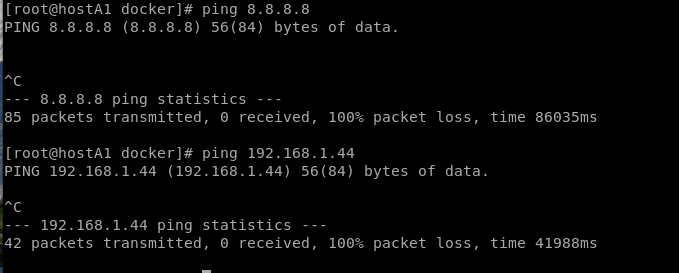 [root@hostA1 docker]# ping 8.8.8.8
PING 8.8.8.8 (8.8.8.8) 56(84) bytes of data.
^C
--- 8.8.8.8 ping statistics ---
85 packets transmitted, 0 received, 100% packet loss, time 86035ms
[root@hostA1 docker]# ping 192.168.1.44
PING 192.168.1.44 (192.168.1.44) 56(84) bytes of data.
^C
--- 192.168.1.44 ping statistics ---
42 packets transmitted, 0 received, 100% packet loss, time 41988ms